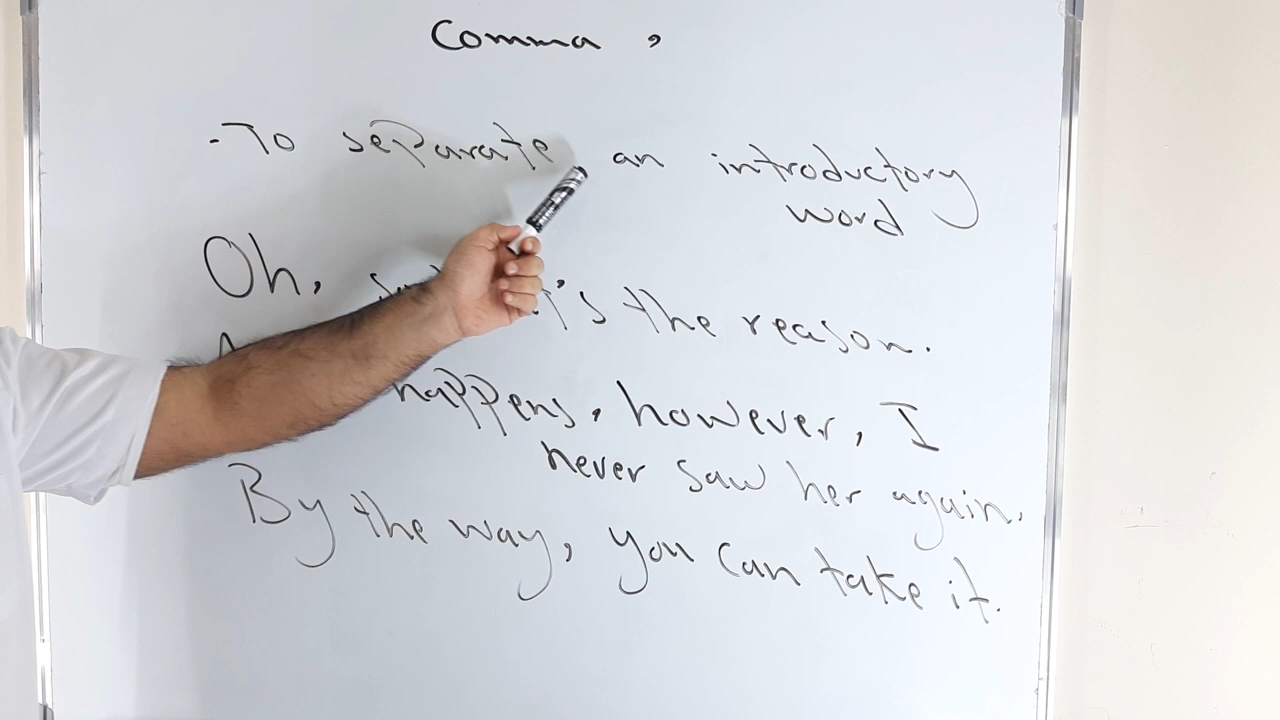 Comma ,
-To separate an introductory
word
Oh, 's the reason.
happens, however, I
never saw her again.
By the way, you can take it.